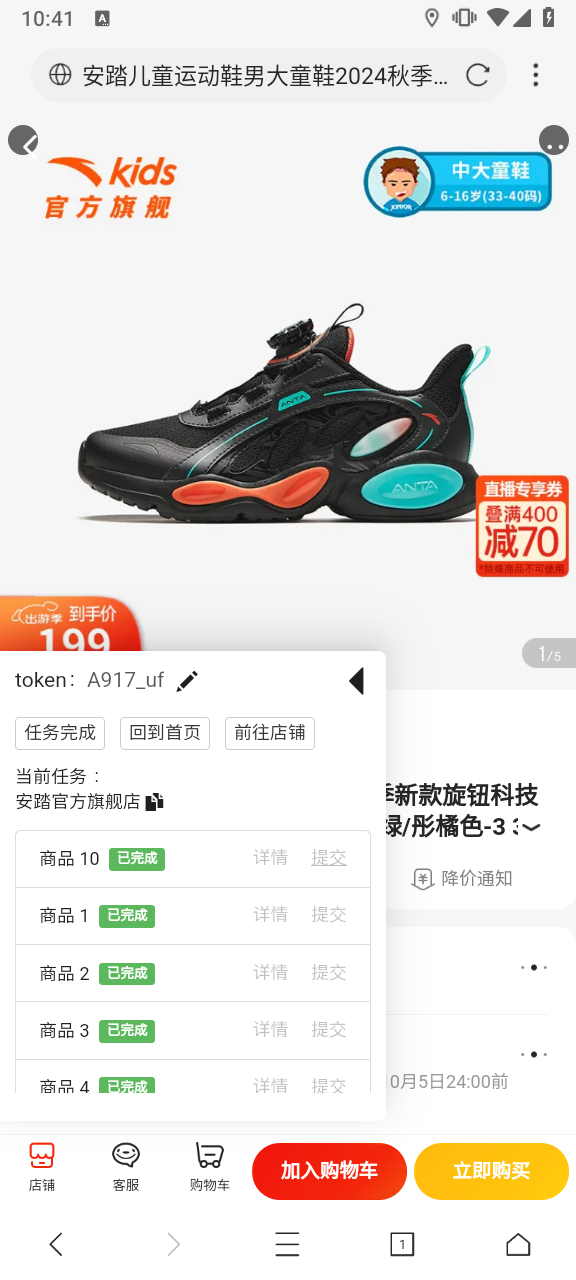 10:41
A
安踏儿童运动鞋男大童鞋2024秋季...
kids
官方旗舰
中大童鞋
6-16岁(33-40码)
JUNIOR
ANTA
ANTA
直播专享券
叠满400
减70
*特殊商品不可使用
出游季 到手价
199
1/5
token： A917_uf
任务完成 回到首页 前往店铺
当前任务：
安踏官方旗舰店
季新款旋钮科技
绿/彤橘色-3 3
降价通知
商品 10 已完成 详情 提交
商品 1 已完成 详情 提交
商品 2 已完成 详情 提交
商品 3 已完成 详情 提交
商品 4 已完成 详情 提交
0月5日24:00前
店铺 客服 购物车 加入购物车 立即购买
1